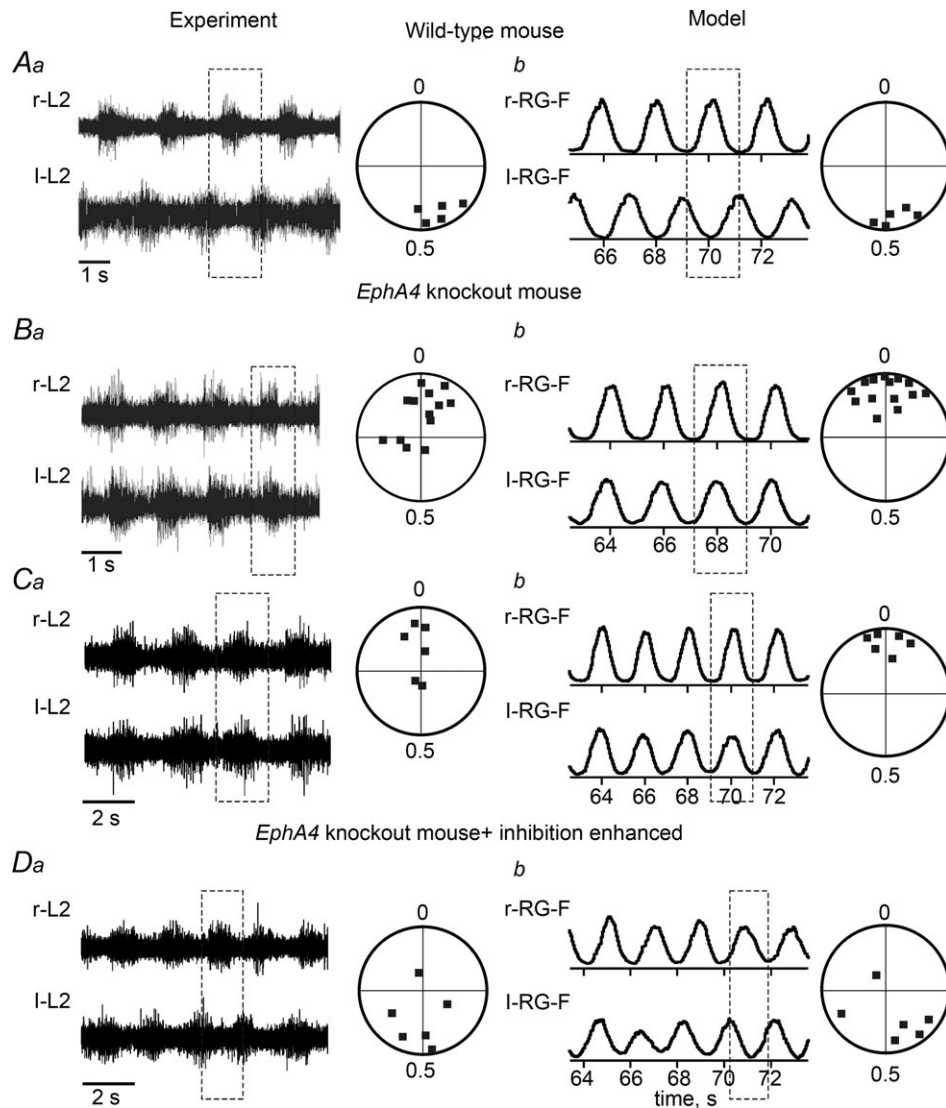 Experiment
Model
Wild-type mouse
Aa
r-L2
l-L2
1 s
0
0.5
b
r-RG-F
l-RG-F
66 68 70 72
0
0.5
EphA4 knockout mouse
Ba
r-L2
l-L2
1 s
0
0.5
b
r-RG-F
l-RG-F
64 66 68 70
0
0.5
Ca
r-L2
l-L2
2 s
0
0.5
b
r-RG-F
l-RG-F
64 66 68 70 72
0
0.5
EphA4 knockout mouse+ inhibition enhanced
Da
r-L2
l-L2
2 s
0
0.5
b
r-RG-F
l-RG-F
64 66 68 70 72
time, s
0
0.5